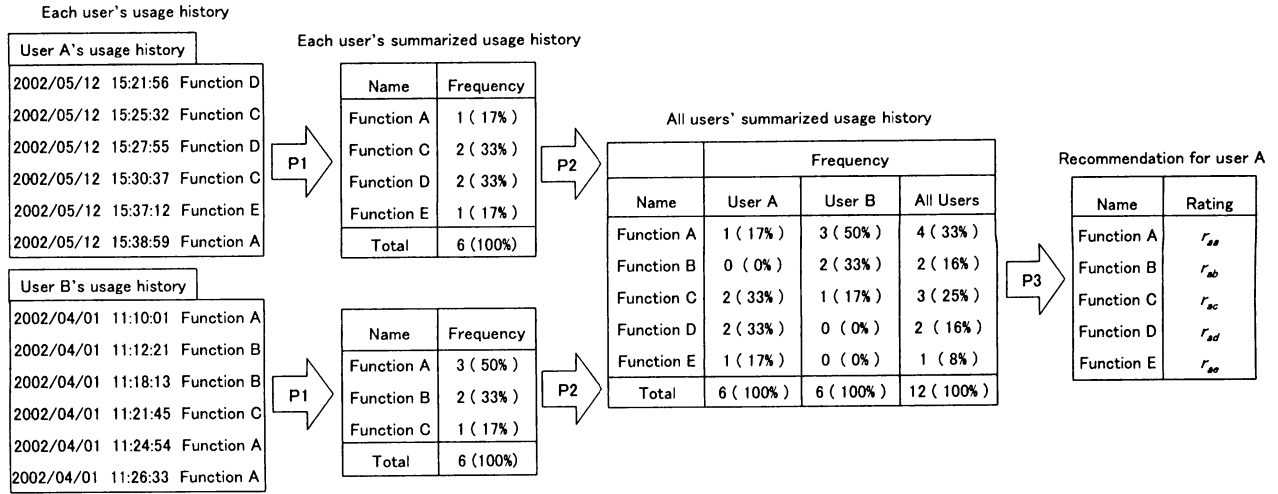 Each user's usage history
User A's usage history
2002/05/12 15:21:56 Function D
2002/05/12 15:25:32 Function C
2002/05/12 15:27:55 Function D
2002/05/12 15:30:37 Function C
2002/05/12 15:37:12 Function E
2002/05/12 15:38:59 Function A
User B's usage history
2002/04/01 11:10:01 Function A
2002/04/01 11:12:21 Function B
2002/04/01 11:18:13 Function B
2002/04/01 11:21:45 Function C
2002/04/01 11:24:54 Function A
2002/04/01 11:26:33 Function A
P1
P1
Each user's summarized usage history
Name Frequency
Function A 1 ( 17% )
Function C 2 ( 33% )
Function D 2 ( 33% )
Function E 1 ( 17% )
Total 6 (100%)
Name Frequency
Function A 3 ( 50% )
Function B 2 ( 33% )
Function C 1 ( 17% )
Total 6 (100%)
P2
P2
All users' summarized usage history
Frequency
Name User A User B All Users
Function A 1 ( 17% ) 3 ( 50% ) 4 ( 33% )
Function B 0 ( 0% ) 2 ( 33% ) 2 ( 16% )
Function C 2 ( 33% ) 1 ( 17% ) 3 ( 25% )
Function D 2 ( 33% ) 0 ( 0% ) 2 ( 16% )
Function E 1 ( 17% ) 0 ( 0% ) 1 ( 8% )
Total 6 ( 100% ) 6 ( 100% ) 12 ( 100% )
P3
Recommendation for user A
Name Rating
Function A r_aa
Function B r_ab
Function C r_ac
Function D r_ad
Function E r_ae